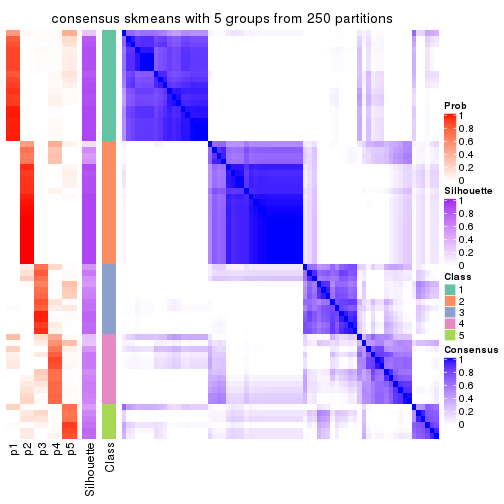 consensus skmeans with 5 groups from 250 partitions
Prob
1
0.8
0.6
0.4
0.2
0
Silhouette
1
0.8
0.6
0.4
0.2
0
Class
1
2
3
4
5
Consensus
1
0.8
0.6
0.4
0.2
0
p1
p2
p3
p4
p5
Silhouette
Class